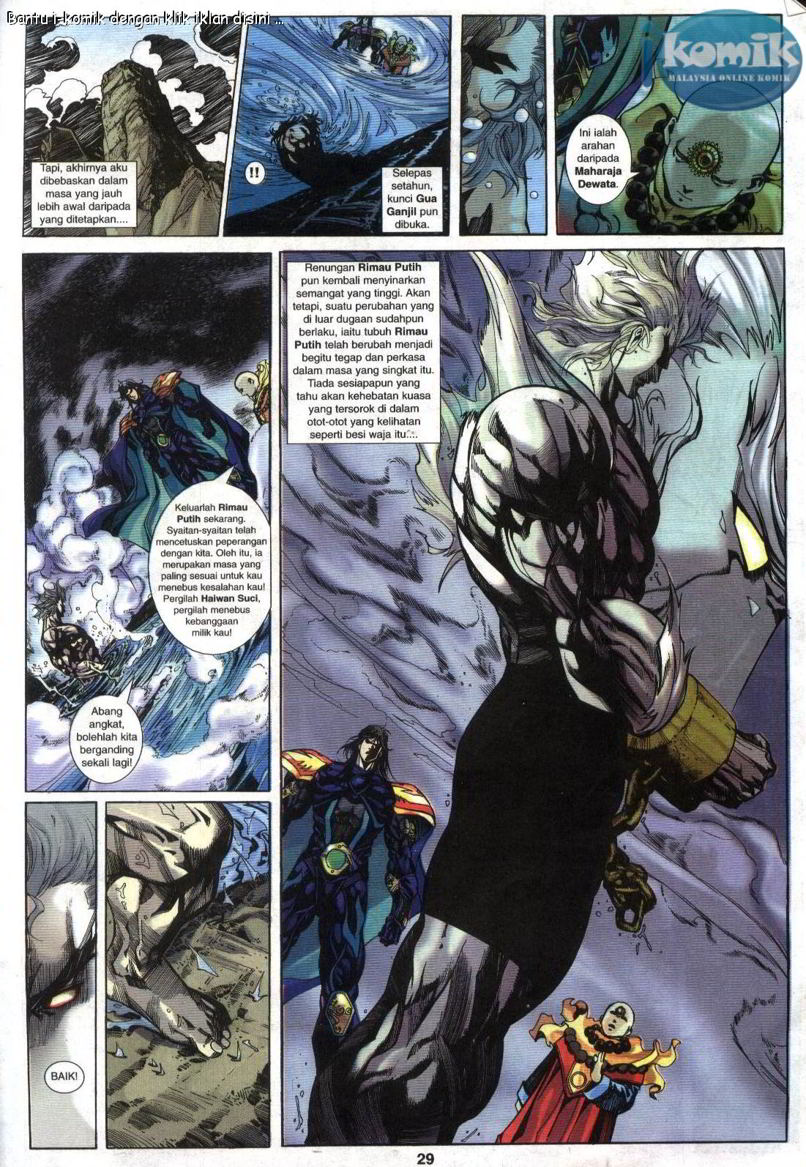 Bantu i-komik dengan klik iklan disini ...
ikomik
MALAYSIA ONLINE KOMIK
Tapi, akhirnya aku
dibebaskan dalam
masa yang jauh
lebih awal daripada
yang ditetapkan....
!!
Selepas
setahun,
kunci Gua
Ganjil pun
dibuka.
Ini ialah
arahan
daripada
Maharaja
Dewata.
Keluarlah Rimau
Putih sekarang.
Syaitan-syaitan telah
mencetuskan peperangan
dengan kita. Oleh itu, ia
merupakan masa yang
paling sesuai untuk kau
menebus kesalahan kau!
Pergilah Haiwan Suci,
pergilah menebus
kebanggaan
milik kau!
Abang
angkat,
bolehlah kita
berganding
sekali lagi!
Renungan Rimau Putih
pun kembali menyinarkan
semangat yang tinggi. Akan
tetapi, suatu perubahan yang
di luar dugaan sudahpun
berlaku, iaitu tubuh Rimau
Putih telah berubah menjadi
begitu tegap dan perkasa
dalam masa yang singkat itu.
Tiada sesiapapun yang
tahu akan kehebatan kuasa
yang tersorok di dalam
otot-otot yang kelihatan
seperti besi waja itu....
BAIK!
29